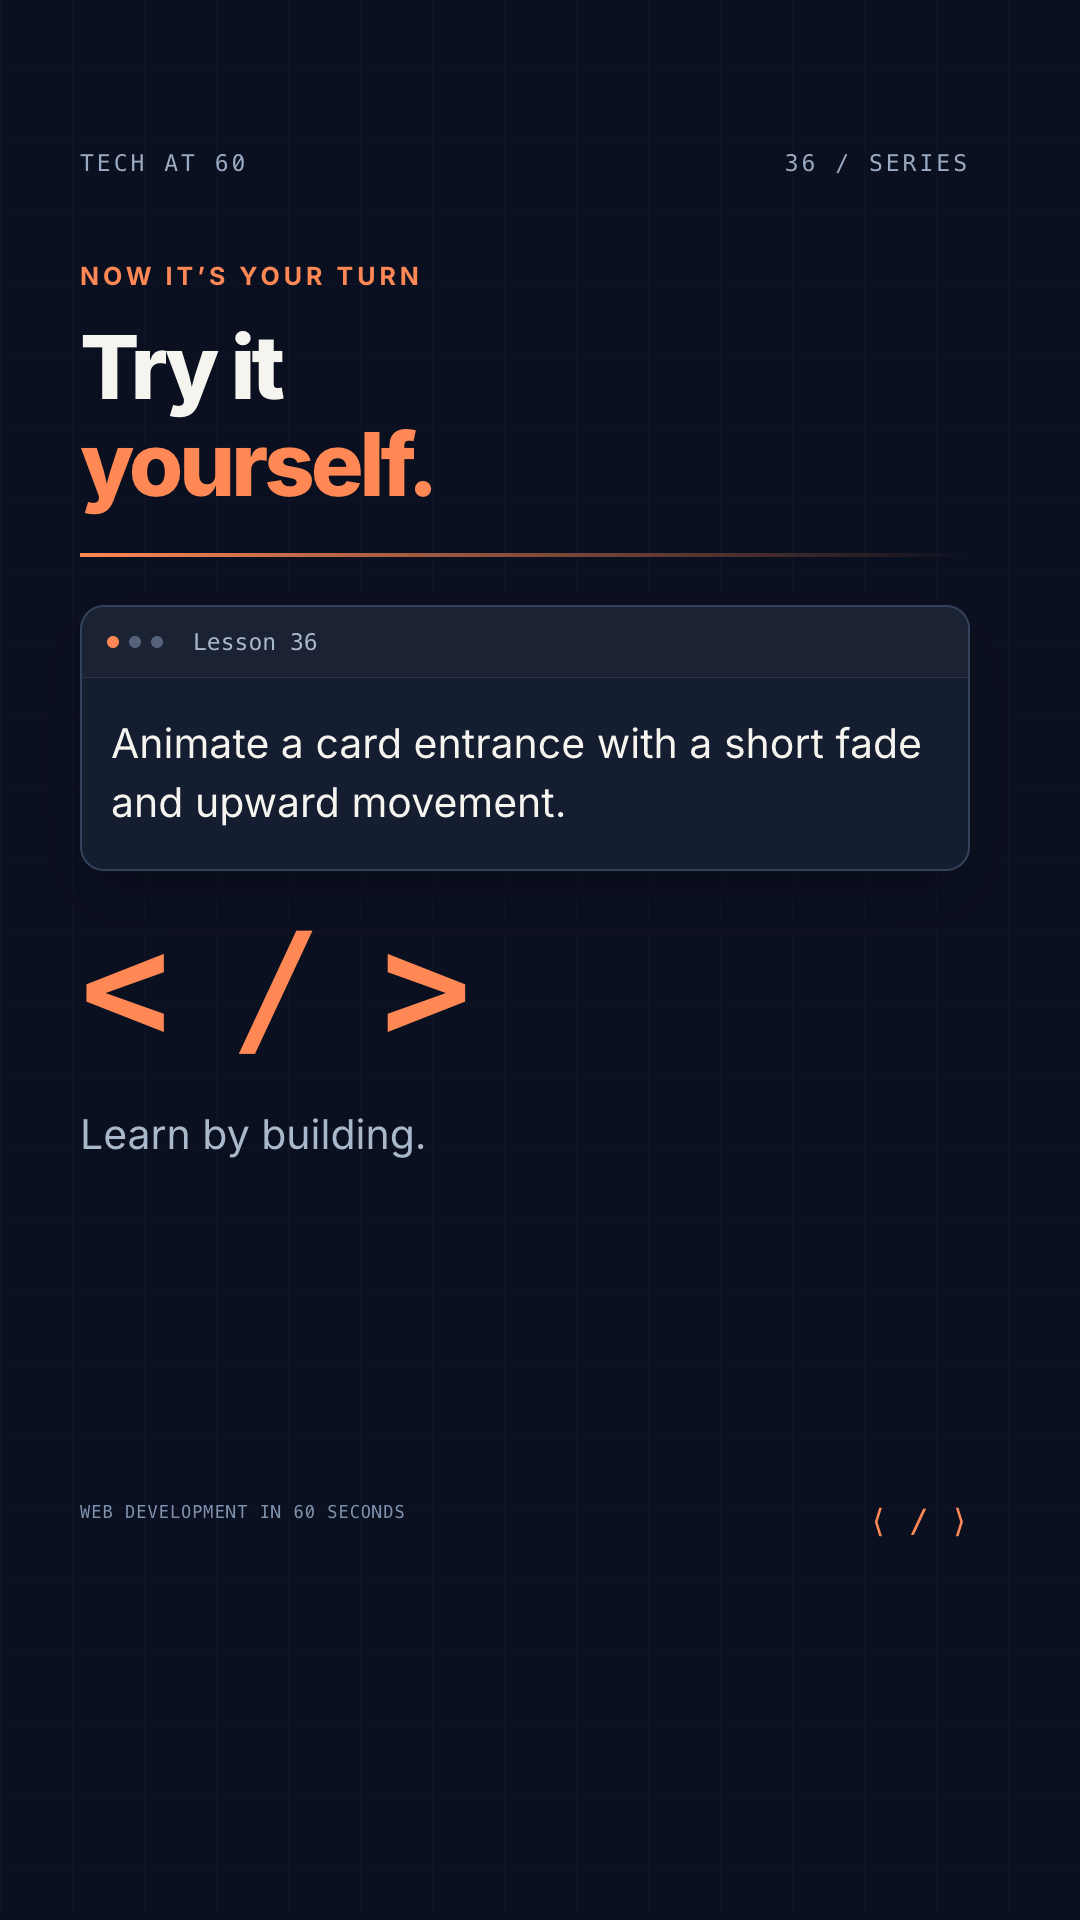 TECH AT 60
36 / SERIES
NOW IT’S YOUR TURN
Try it
yourself.
Lesson 36
Animate a card entrance with a short fade
and upward movement.
< / >
Learn by building.
WEB DEVELOPMENT IN 60 SECONDS
⟨ / ⟩